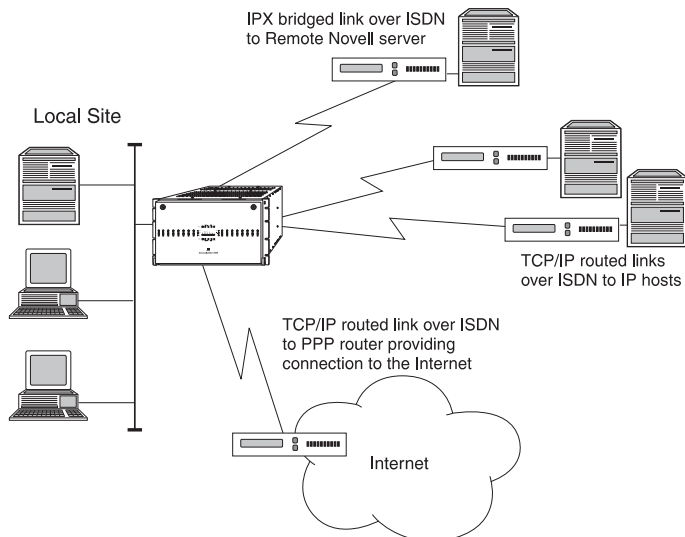 IPX bridged link over ISDN
to Remote Novell server
Local Site
TCP/IP routed links
over ISDN to IP hosts
TCP/IP routed link over ISDN
to PPP router providing
connection to the Internet
Internet